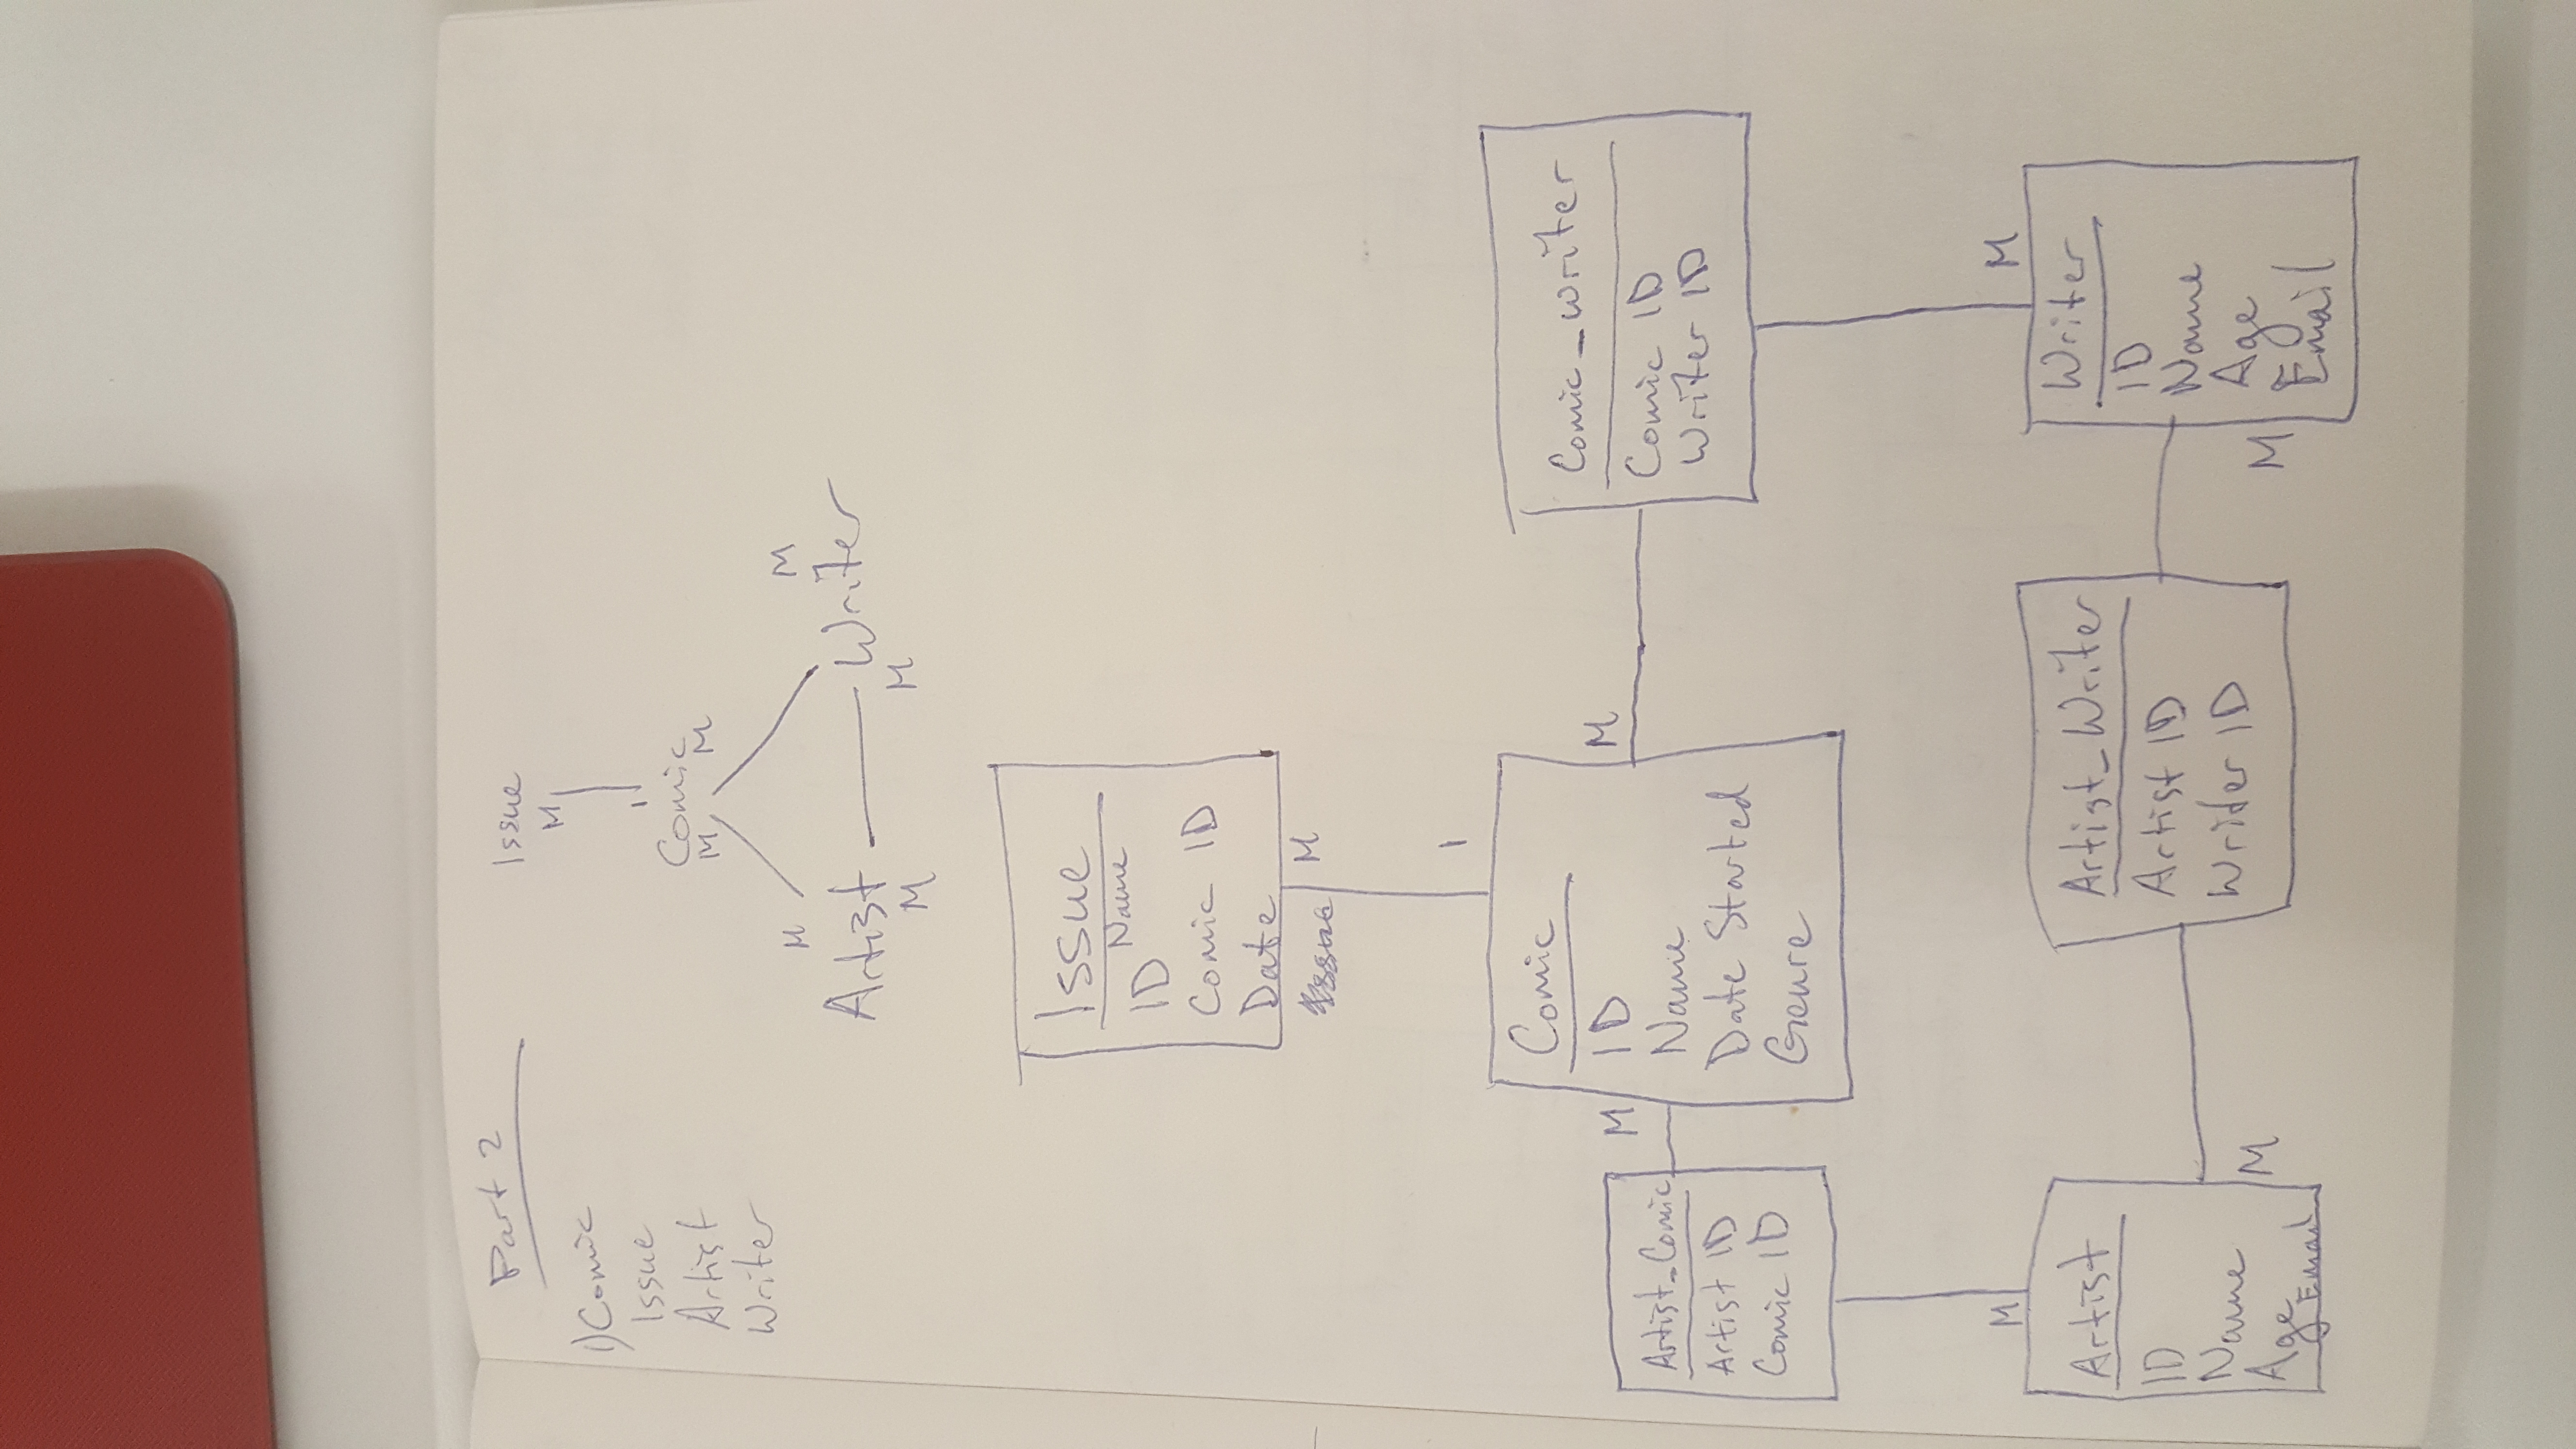 Part 2
1) Comic
Issue
Artist
Writer
Issue
M
1
Comic
M M
M M
Artist Writer
M M
Issue
Name
ID
Comic ID
Date
Issue M
1
Comic
ID
Name
Date Started
Genre
M
M
Comic_writer
Comic ID
Writer ID
Artist_Comic
Artist ID
Comic ID
M
M
Artist
ID
Name
Age Email
M
Artist_Writer
Artist ID
Writer ID
M
Writer
ID
Name
Age
Email